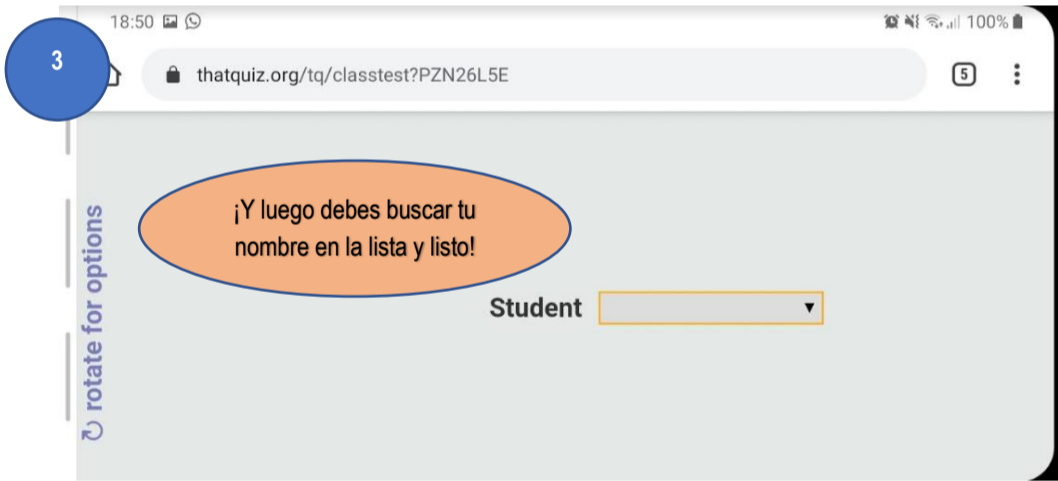 18:50
100%
3
thatquiz.org/tq/classtest?PZN26L5E
5
¡Y luego debes buscar tu
nombre en la lista y listo!
Student
rotate for options